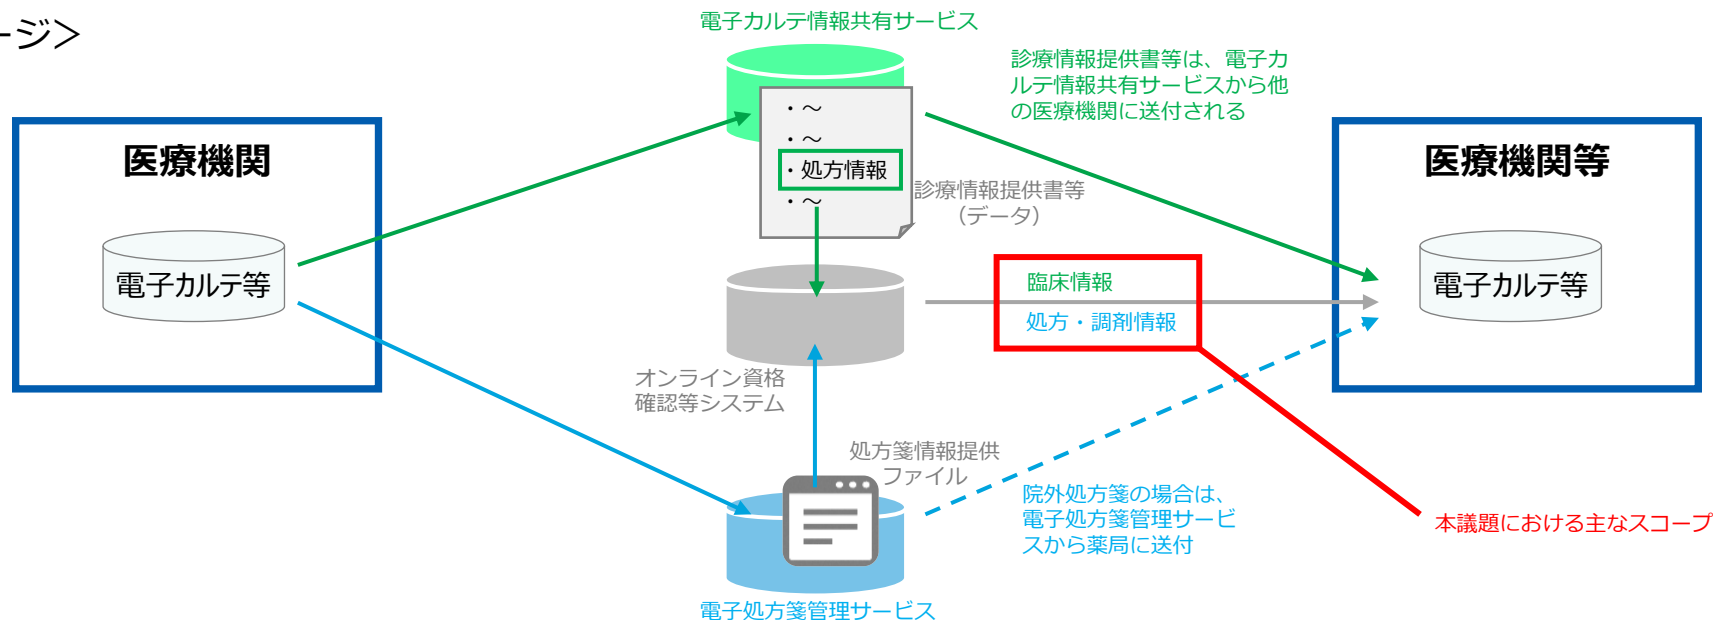 ージ>
電子カルテ情報共有サービス
診療情報提供書等は、電子カ
ルテ情報共有サービスから他
の医療機関に送付される
医療機関
・~
・~
・処方情報
・~
医療機関等
診療情報提供書等
(データ)
電子カルテ等
臨床情報
処方・調剤情報
電子カルテ等
オンライン資格
確認等システム
処方箋情報提供
ファイル
院外処方箋の場合は、
電子処方箋管理サービ
スから薬局に送付
本議題における主なスコープ
電子処方箋管理サービス